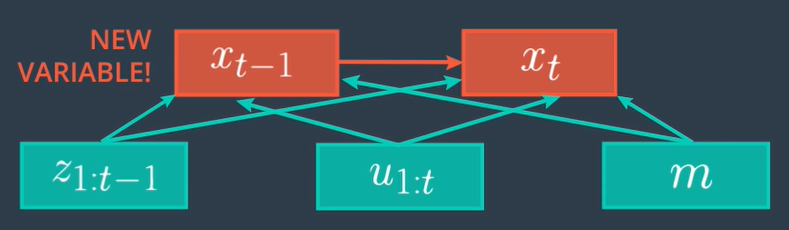 NEW
VARIABLE!
x_{t-1}
x_t
z_{1:t-1}
u_{1:t}
m